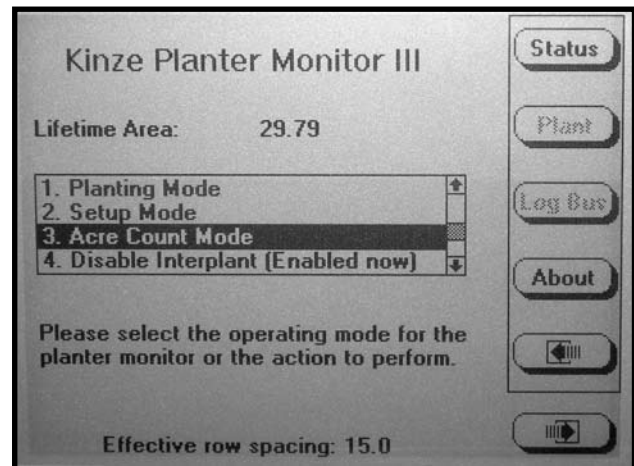 Kinze Planter Monitor III
Lifetime Area: 29.79
1. Planting Mode
2. Setup Mode
3. Acre Count Mode
4. Disable Interplant (Enabled now)
Please select the operating mode for the
planter monitor or the action to perform.
Effective row spacing: 15.0
Status
Plant
Log Bus
About